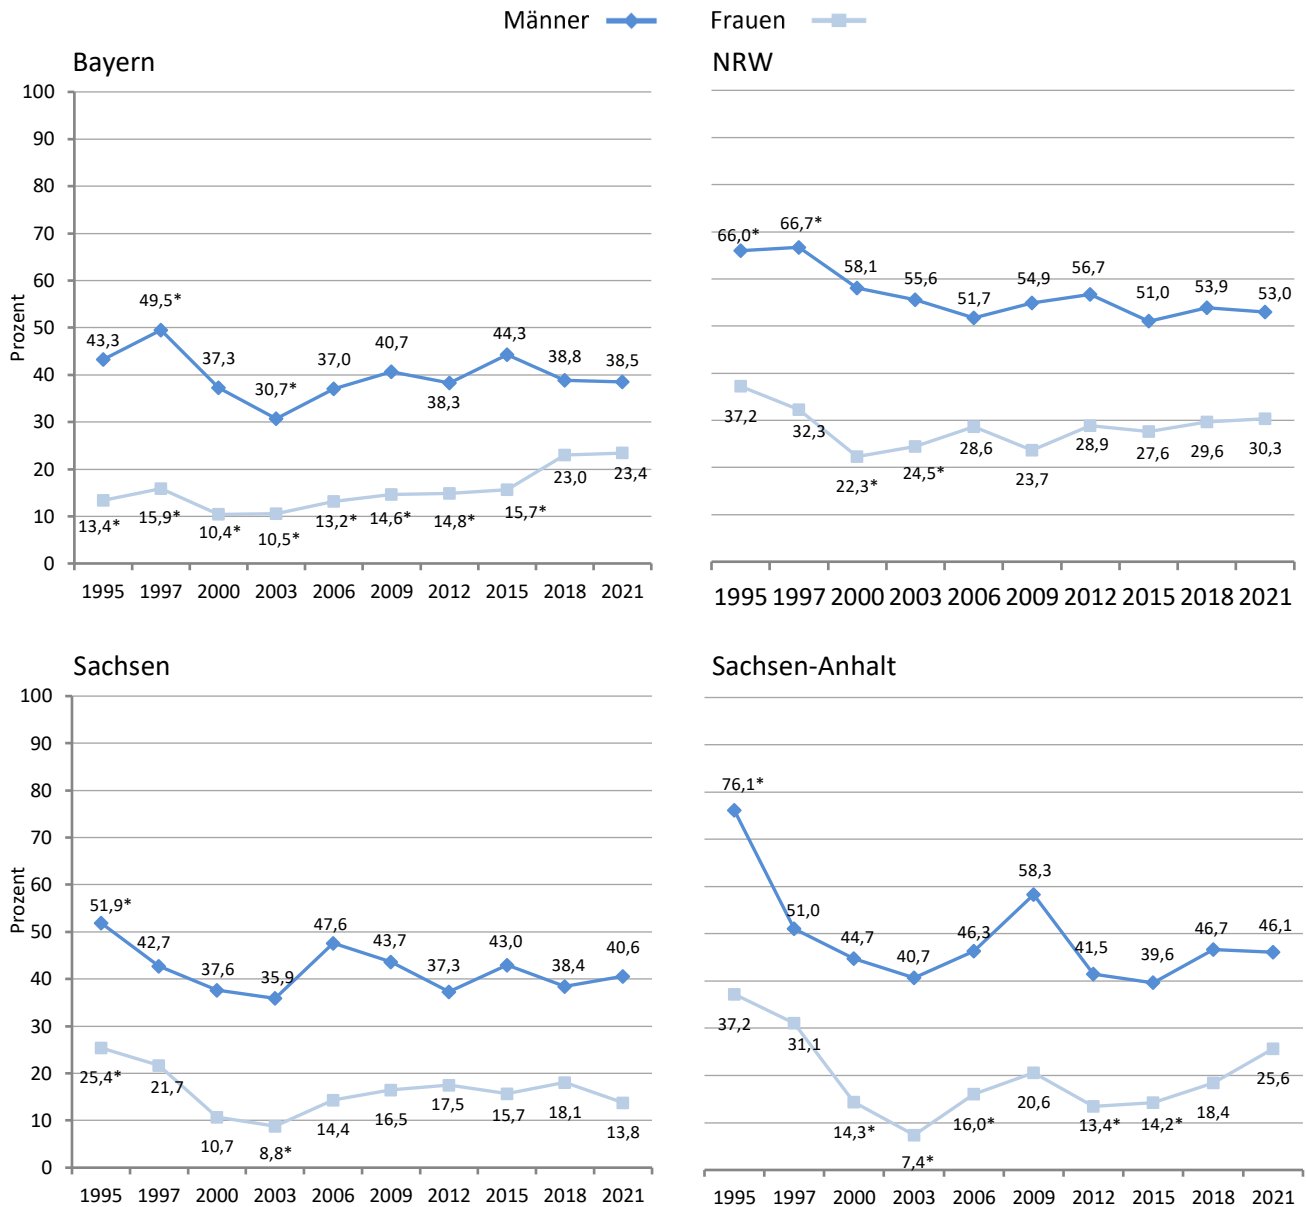 Männer Frauen
Bayern
NRW
100
90
80
70
60
50
40
30
20
10
0
Prozent
43,3 49,5* 37,3 30,7* 37,0 40,7 38,3 44,3 38,8 38,5
13,4* 15,9* 10,4* 10,5* 13,2* 14,6* 14,8* 15,7* 23,0 23,4
1995 1997 2000 2003 2006 2009 2012 2015 2018 2021
66,0* 66,7* 58,1 55,6 51,7 54,9 56,7 51,0 53,9 53,0
37,2 32,3 22,3* 24,5* 28,6 23,7 28,9 27,6 29,6 30,3
1995 1997 2000 2003 2006 2009 2012 2015 2018 2021
Sachsen
Sachsen-Anhalt
100
90
80
70
60
50
40
30
20
10
0
Prozent
51,9* 42,7 37,6 35,9 47,6 43,7 37,3 43,0 38,4 40,6
25,4* 21,7 10,7 8,8* 14,4 16,5 17,5 15,7 18,1 13,8
1995 1997 2000 2003 2006 2009 2012 2015 2018 2021
76,1* 51,0 44,7 40,7 46,3 58,3 41,5 39,6 46,7 46,1
37,2 31,1 14,3* 7,4* 16,0* 20,6 13,4* 14,2* 18,4 25,6
1995 1997 2000 2003 2006 2009 2012 2015 2018 2021